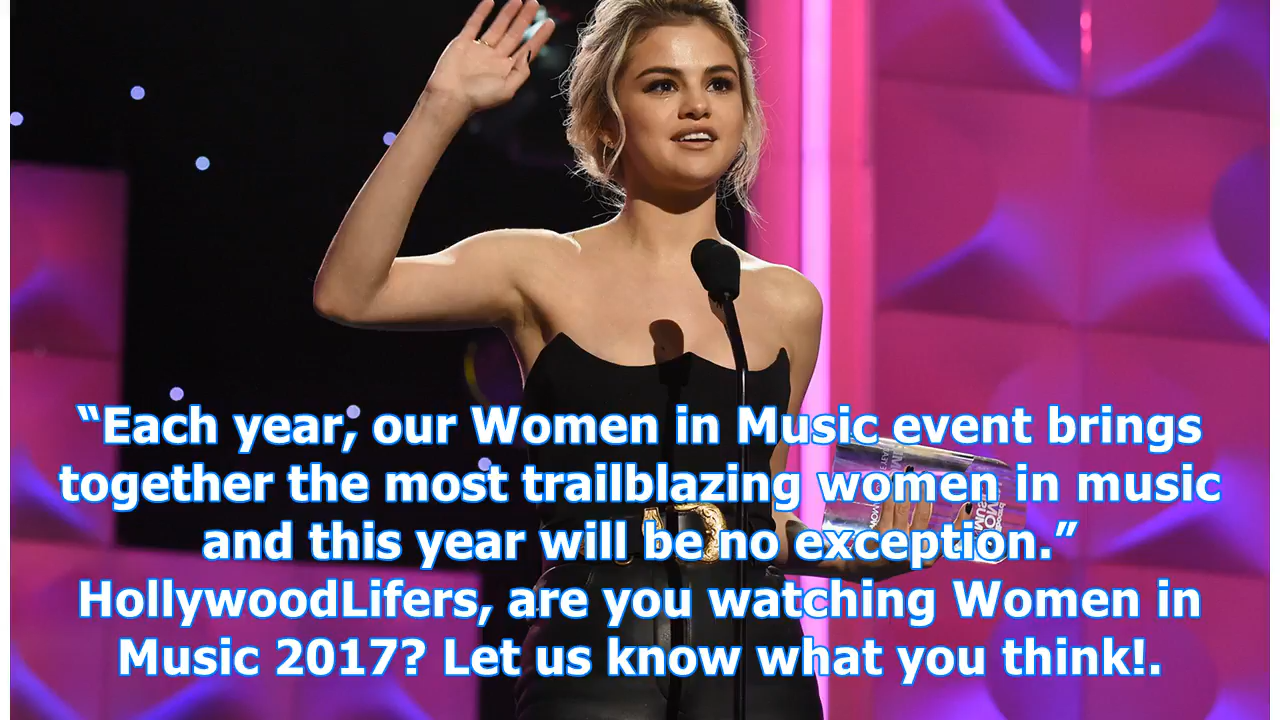 “Each year, our Women in Music event brings
together the most trailblazing women in music
and this year will be no exception.”
HollywoodLifers, are you watching Women in
Music 2017? Let us know what you think!.